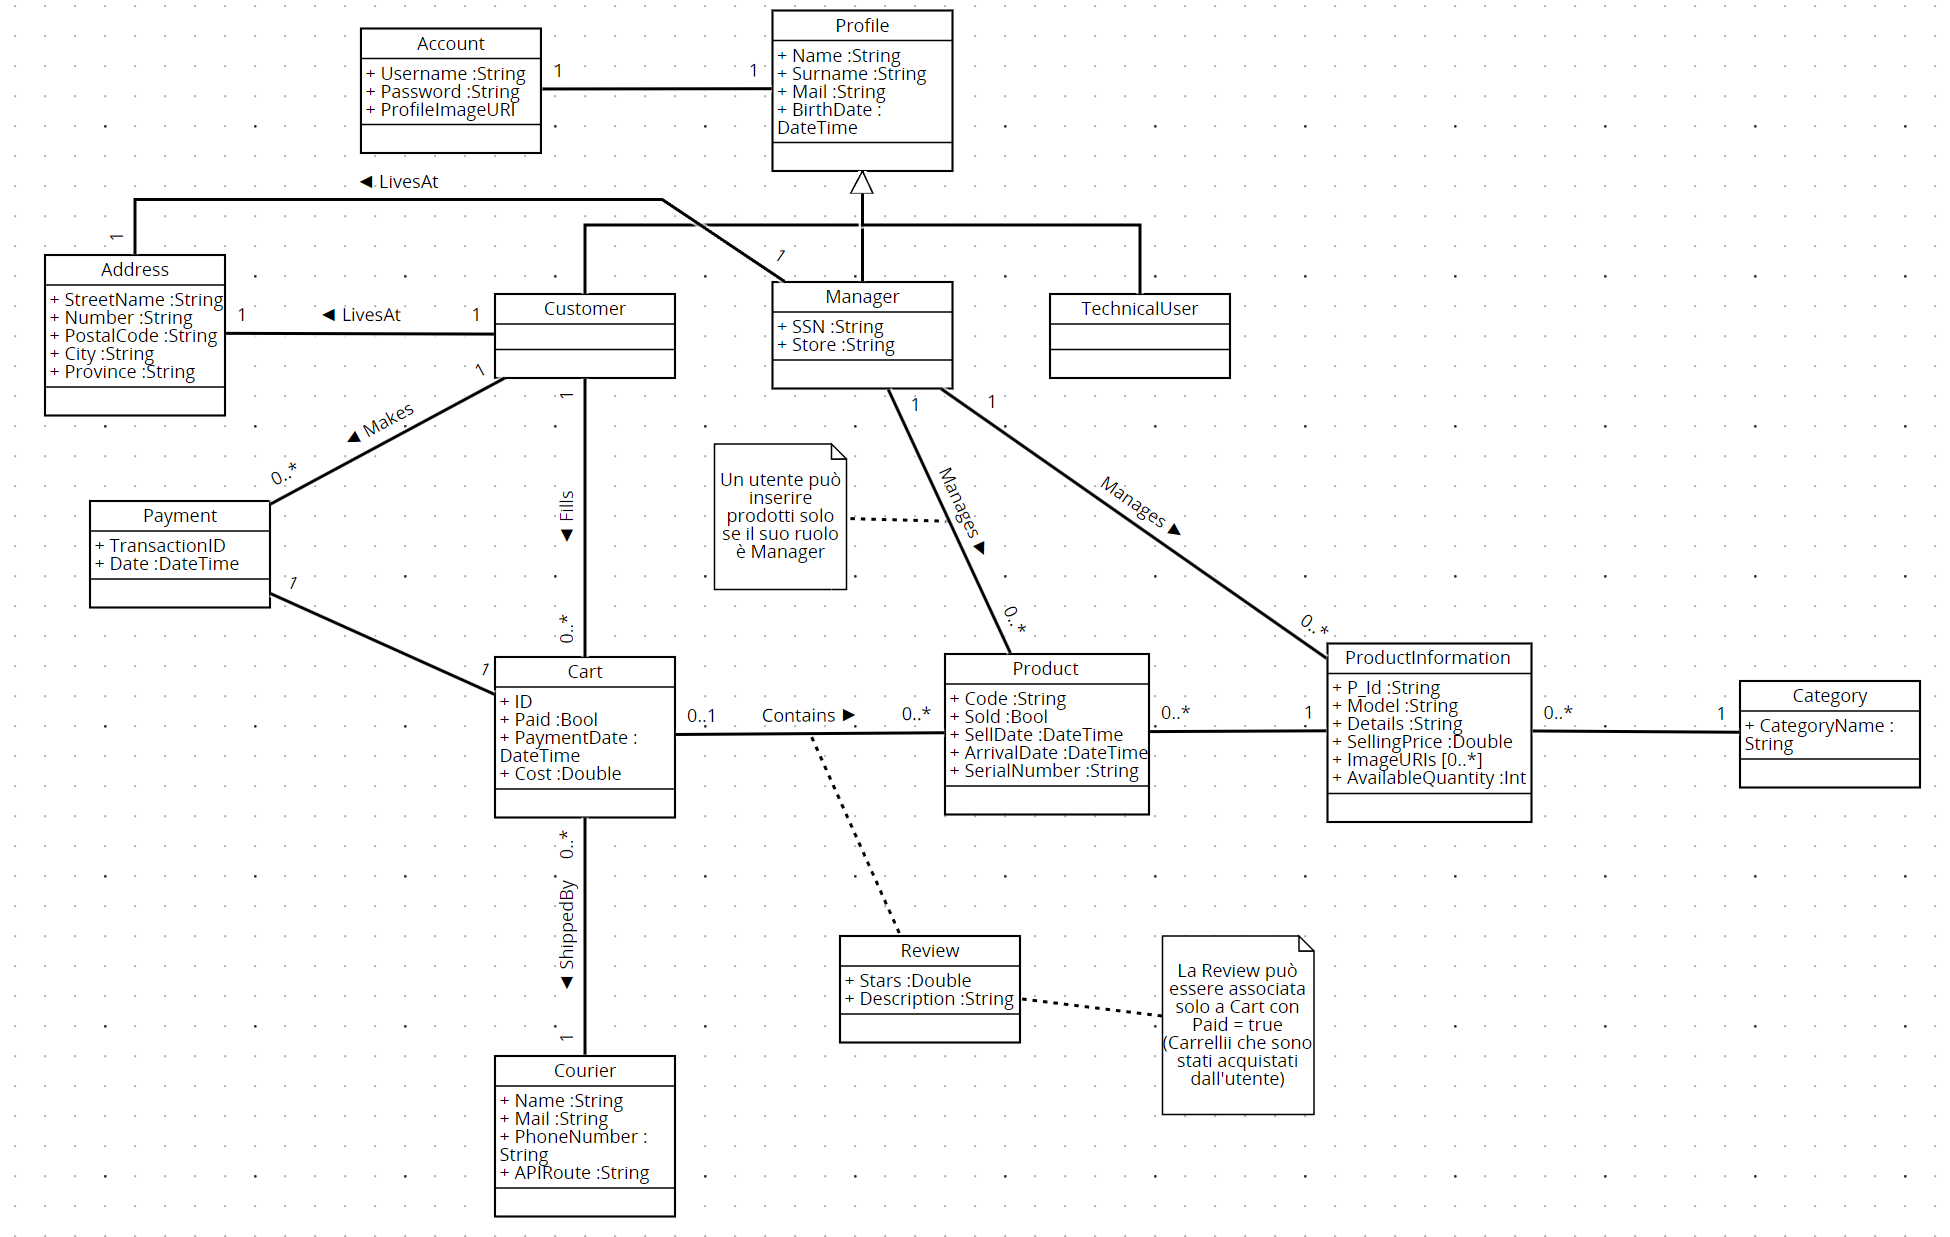 Account
+ Username :String
+ Password :String
+ ProfileImageURI
1
1
Profile
+ Name :String
+ Surname :String
+ Mail :String
+ BirthDate :
DateTime
◄ LivesAt
1
1
Address
+ StreetName :String
+ Number :String
+ PostalCode :String
+ City :String
+ Province :String
1
◄ LivesAt
1
Customer
Manager
+ SSN :String
+ Store :String
TechnicalUser
1
◄ Makes
0..*
1
◄ Fills
0..*
1
Manages ►
0..*
1
Manages ►
0..*
Un utente può
inserire
prodotti solo
se il suo ruolo
è Manager
Payment
+ TransactionID
+ Date :DateTime
1
1
Cart
+ ID
+ Paid :Bool
+ PaymentDate :
DateTime
+ Cost :Double
0..1
Contains ►
0..*
Product
+ Code :String
+ Sold :Bool
+ SellDate :DateTime
+ ArrivalDate :DateTime
+ SerialNumber :String
0..*
1
ProductInformation
+ P_Id :String
+ Model :String
+ Details :String
+ SellingPrice :Double
+ ImageURIs [0..*]
+ AvailableQuantity :Int
0..*
1
Category
+ CategoryName :
String
0..*
◄ ShippedBy
1
Review
+ Stars :Double
+ Description :String
La Review può
essere associata
solo a Cart con
Paid = true
(Carrellii che sono
stati acquistati
dall'utente)
Courier
+ Name :String
+ Mail :String
+ PhoneNumber :
String
+ APIRoute :String